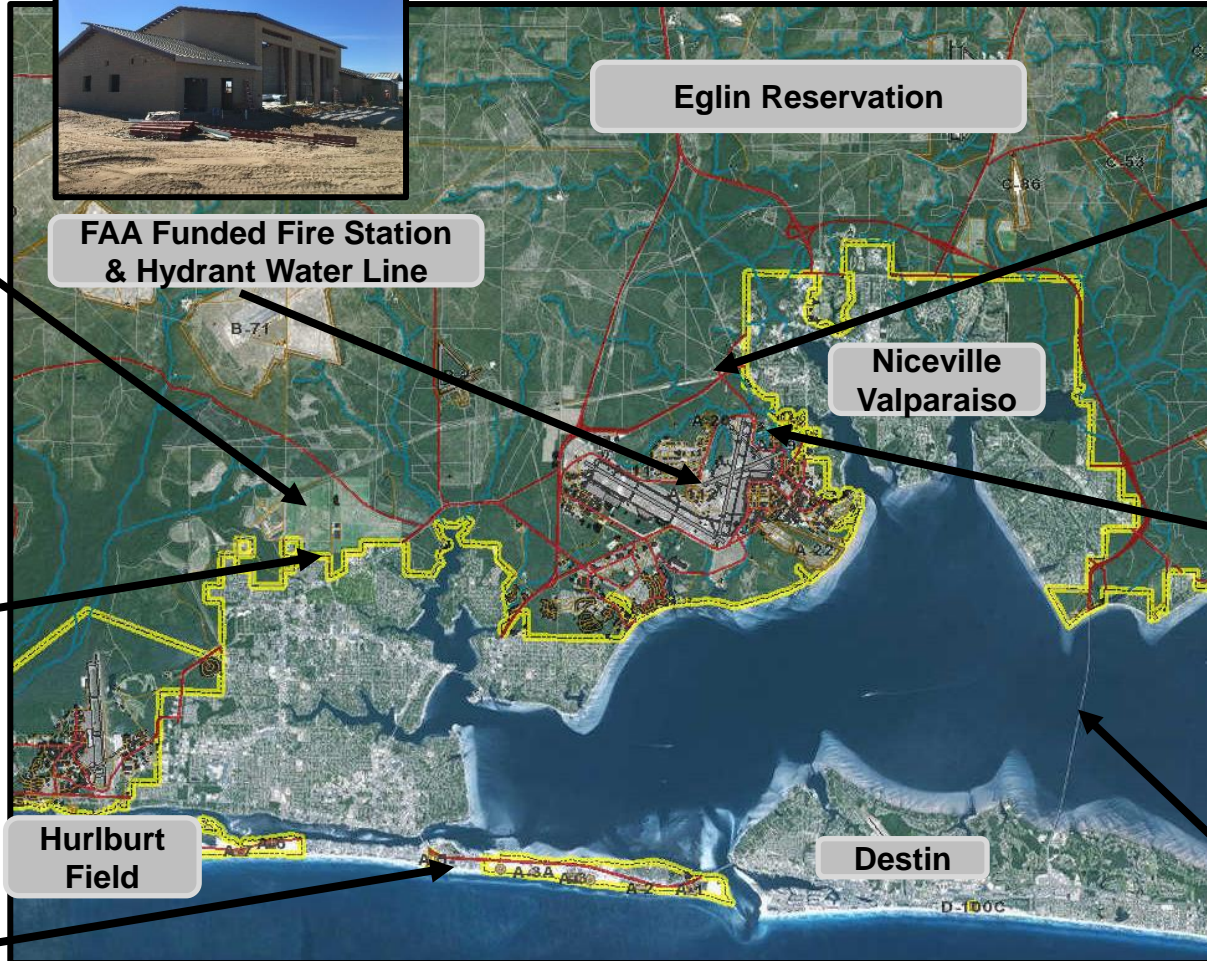 Eglin Reservation
C-53
C-86
FAA Funded Fire Station
& Hydrant Water Line
B-71
Niceville
Valparaiso
A-22
Hurlburt
Field
Destin
A-3A
A-2
A-1
D-100C